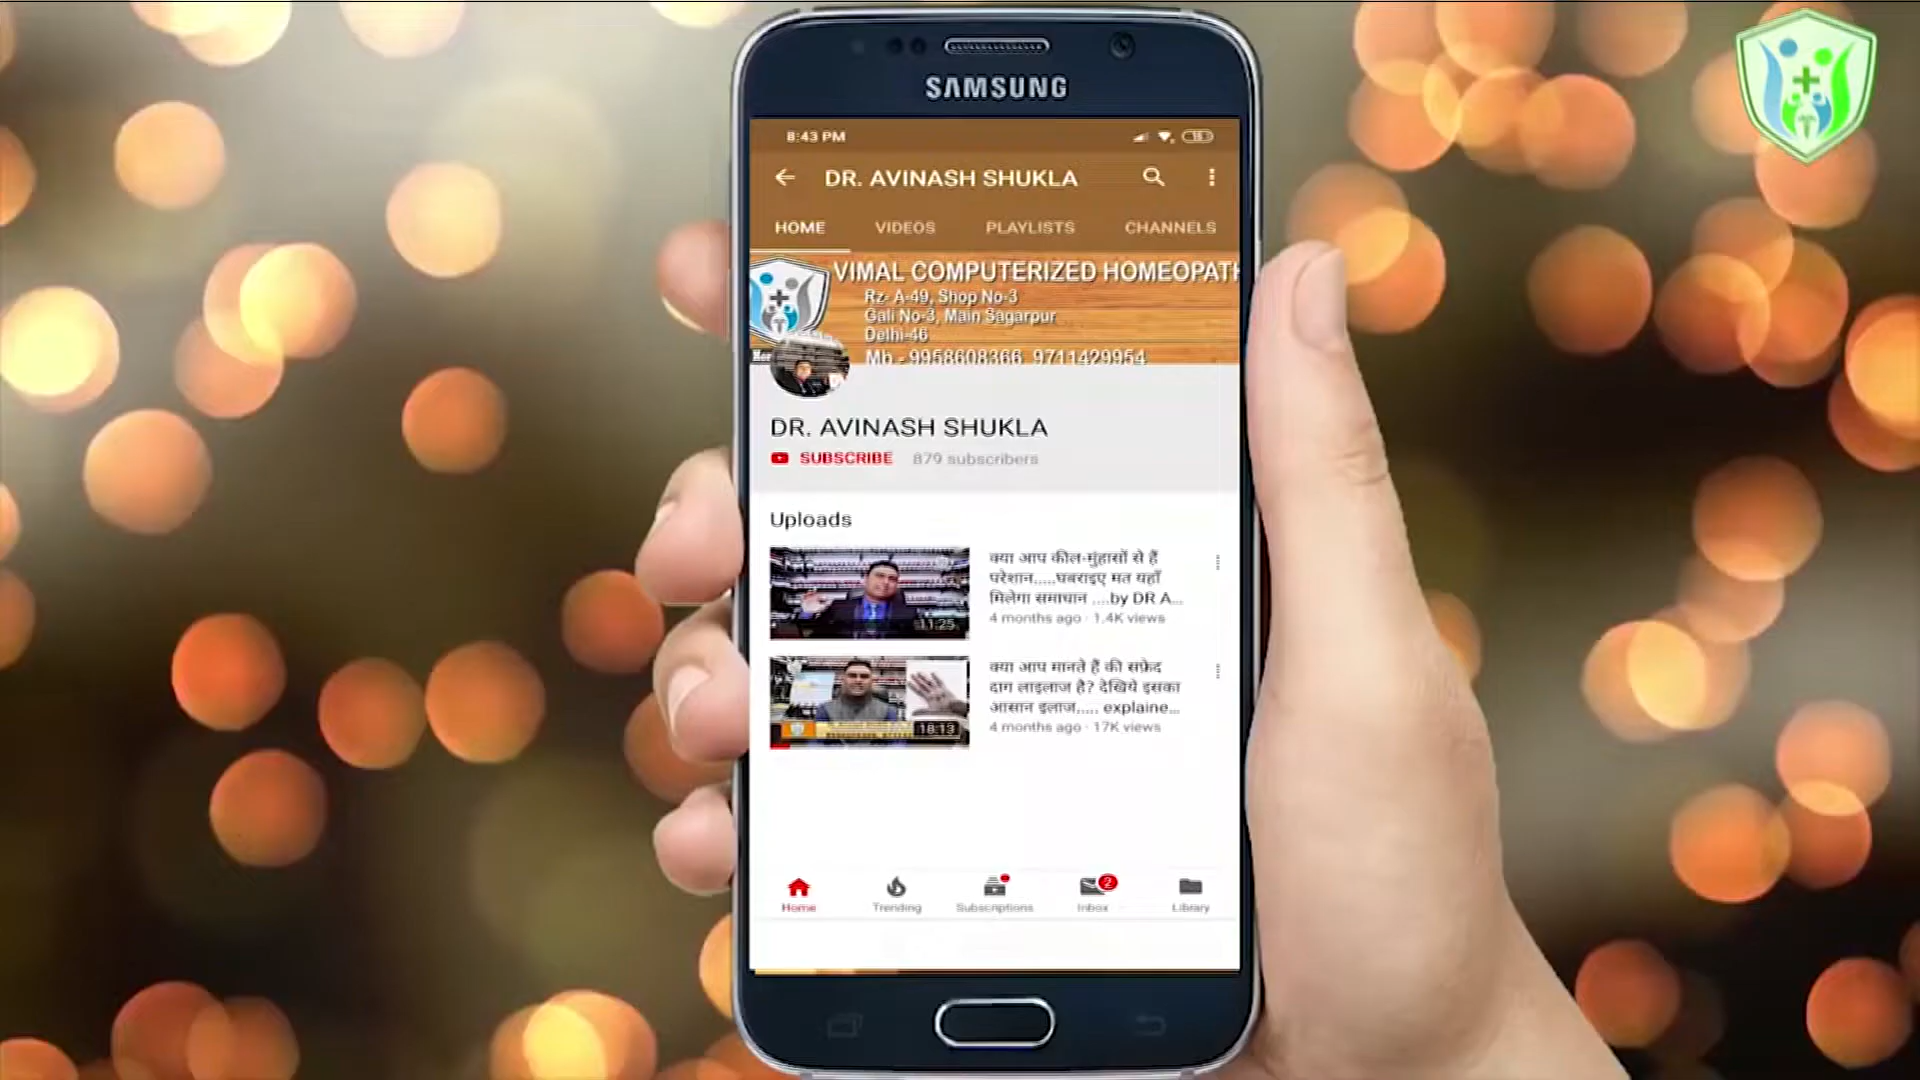 SAMSUNG
8:43 PM
DR. AVINASH SHUKLA
HOME VIDEOS PLAYLISTS CHANNELS
VIMAL COMPUTERIZED HOMEOPATH
Rz- A-49, Shop No-3
Gali No-3, Main Sagarpur
Delhi-46
Mb - 9958608366 9711429954
DR. AVINASH SHUKLA
SUBSCRIBE 879 subscribers
Uploads
क्या आप कील-मुंहासों से हैं
परेशान.....घबराइए मत यहाँ
मिलेगा समाधान ....by DR A...
4 months ago · 1.4K views
11:25
क्या आप मानते हैं की सफ़ेद
दाग लाइलाज है? देखिये इसका
आसान इलाज..... explaine...
4 months ago · 17K views
18:13
Home Trending Subscriptions Inbox Library
2